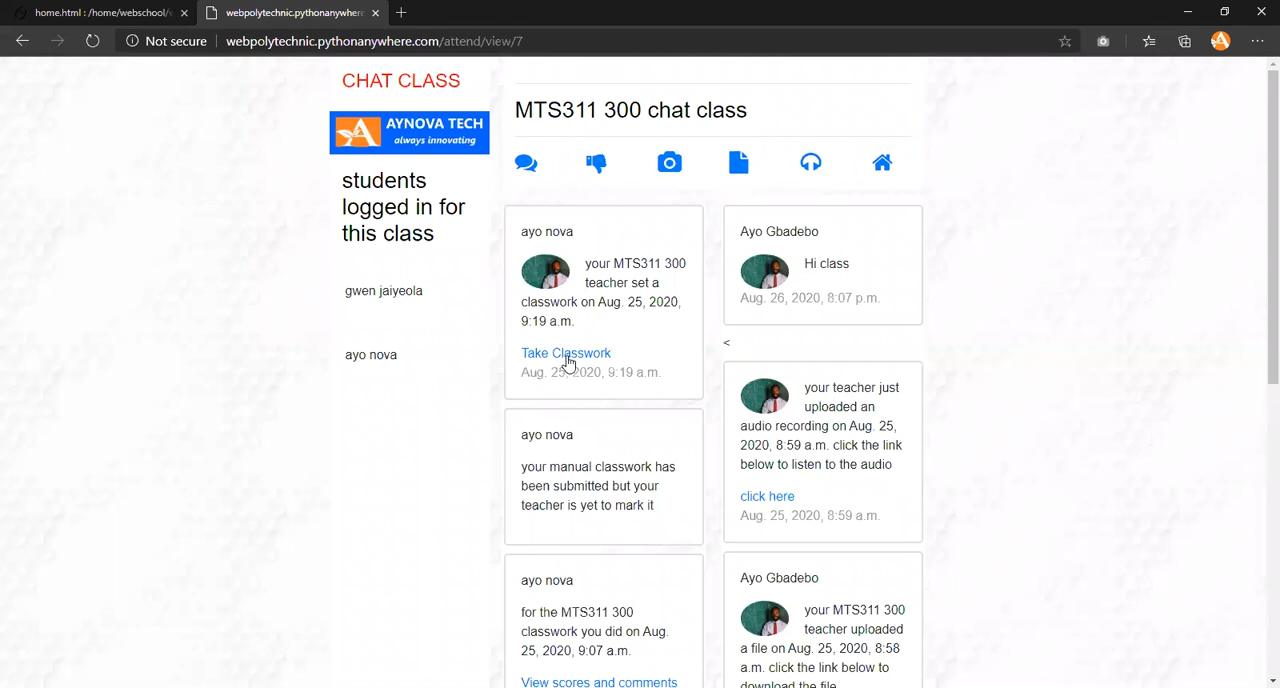 home.html : /home/webschool/
webpolytechnic.pythonanywhere
Not secure
webpolytechnic.pythonanywhere.com/attend/view/7
CHAT CLASS
AYNOVA TECH
always innovating
students
logged in for
this class
gwen jaiyeola
ayo nova
MTS311 300 chat class
ayo nova
your MTS311 300
teacher set a
classwork on Aug. 25, 2020,
9:19 a.m.
Take Classwork
Aug. 25, 2020, 9:19 a.m.
ayo nova
your manual classwork has
been submitted but your
teacher is yet to mark it
ayo nova
for the MTS311 300
classwork you did on Aug.
25, 2020, 9:07 a.m.
View scores and comments
Ayo Gbadebo
Hi class
Aug. 26, 2020, 8:07 p.m.
<
your teacher just
uploaded an
audio recording on Aug. 25,
2020, 8:59 a.m. click the link
below to listen to the audio
click here
Aug. 25, 2020, 8:59 a.m.
Ayo Gbadebo
your MTS311 300
teacher uploaded
a file on Aug. 25, 2020, 8:58
a.m. click the link below to
download the file